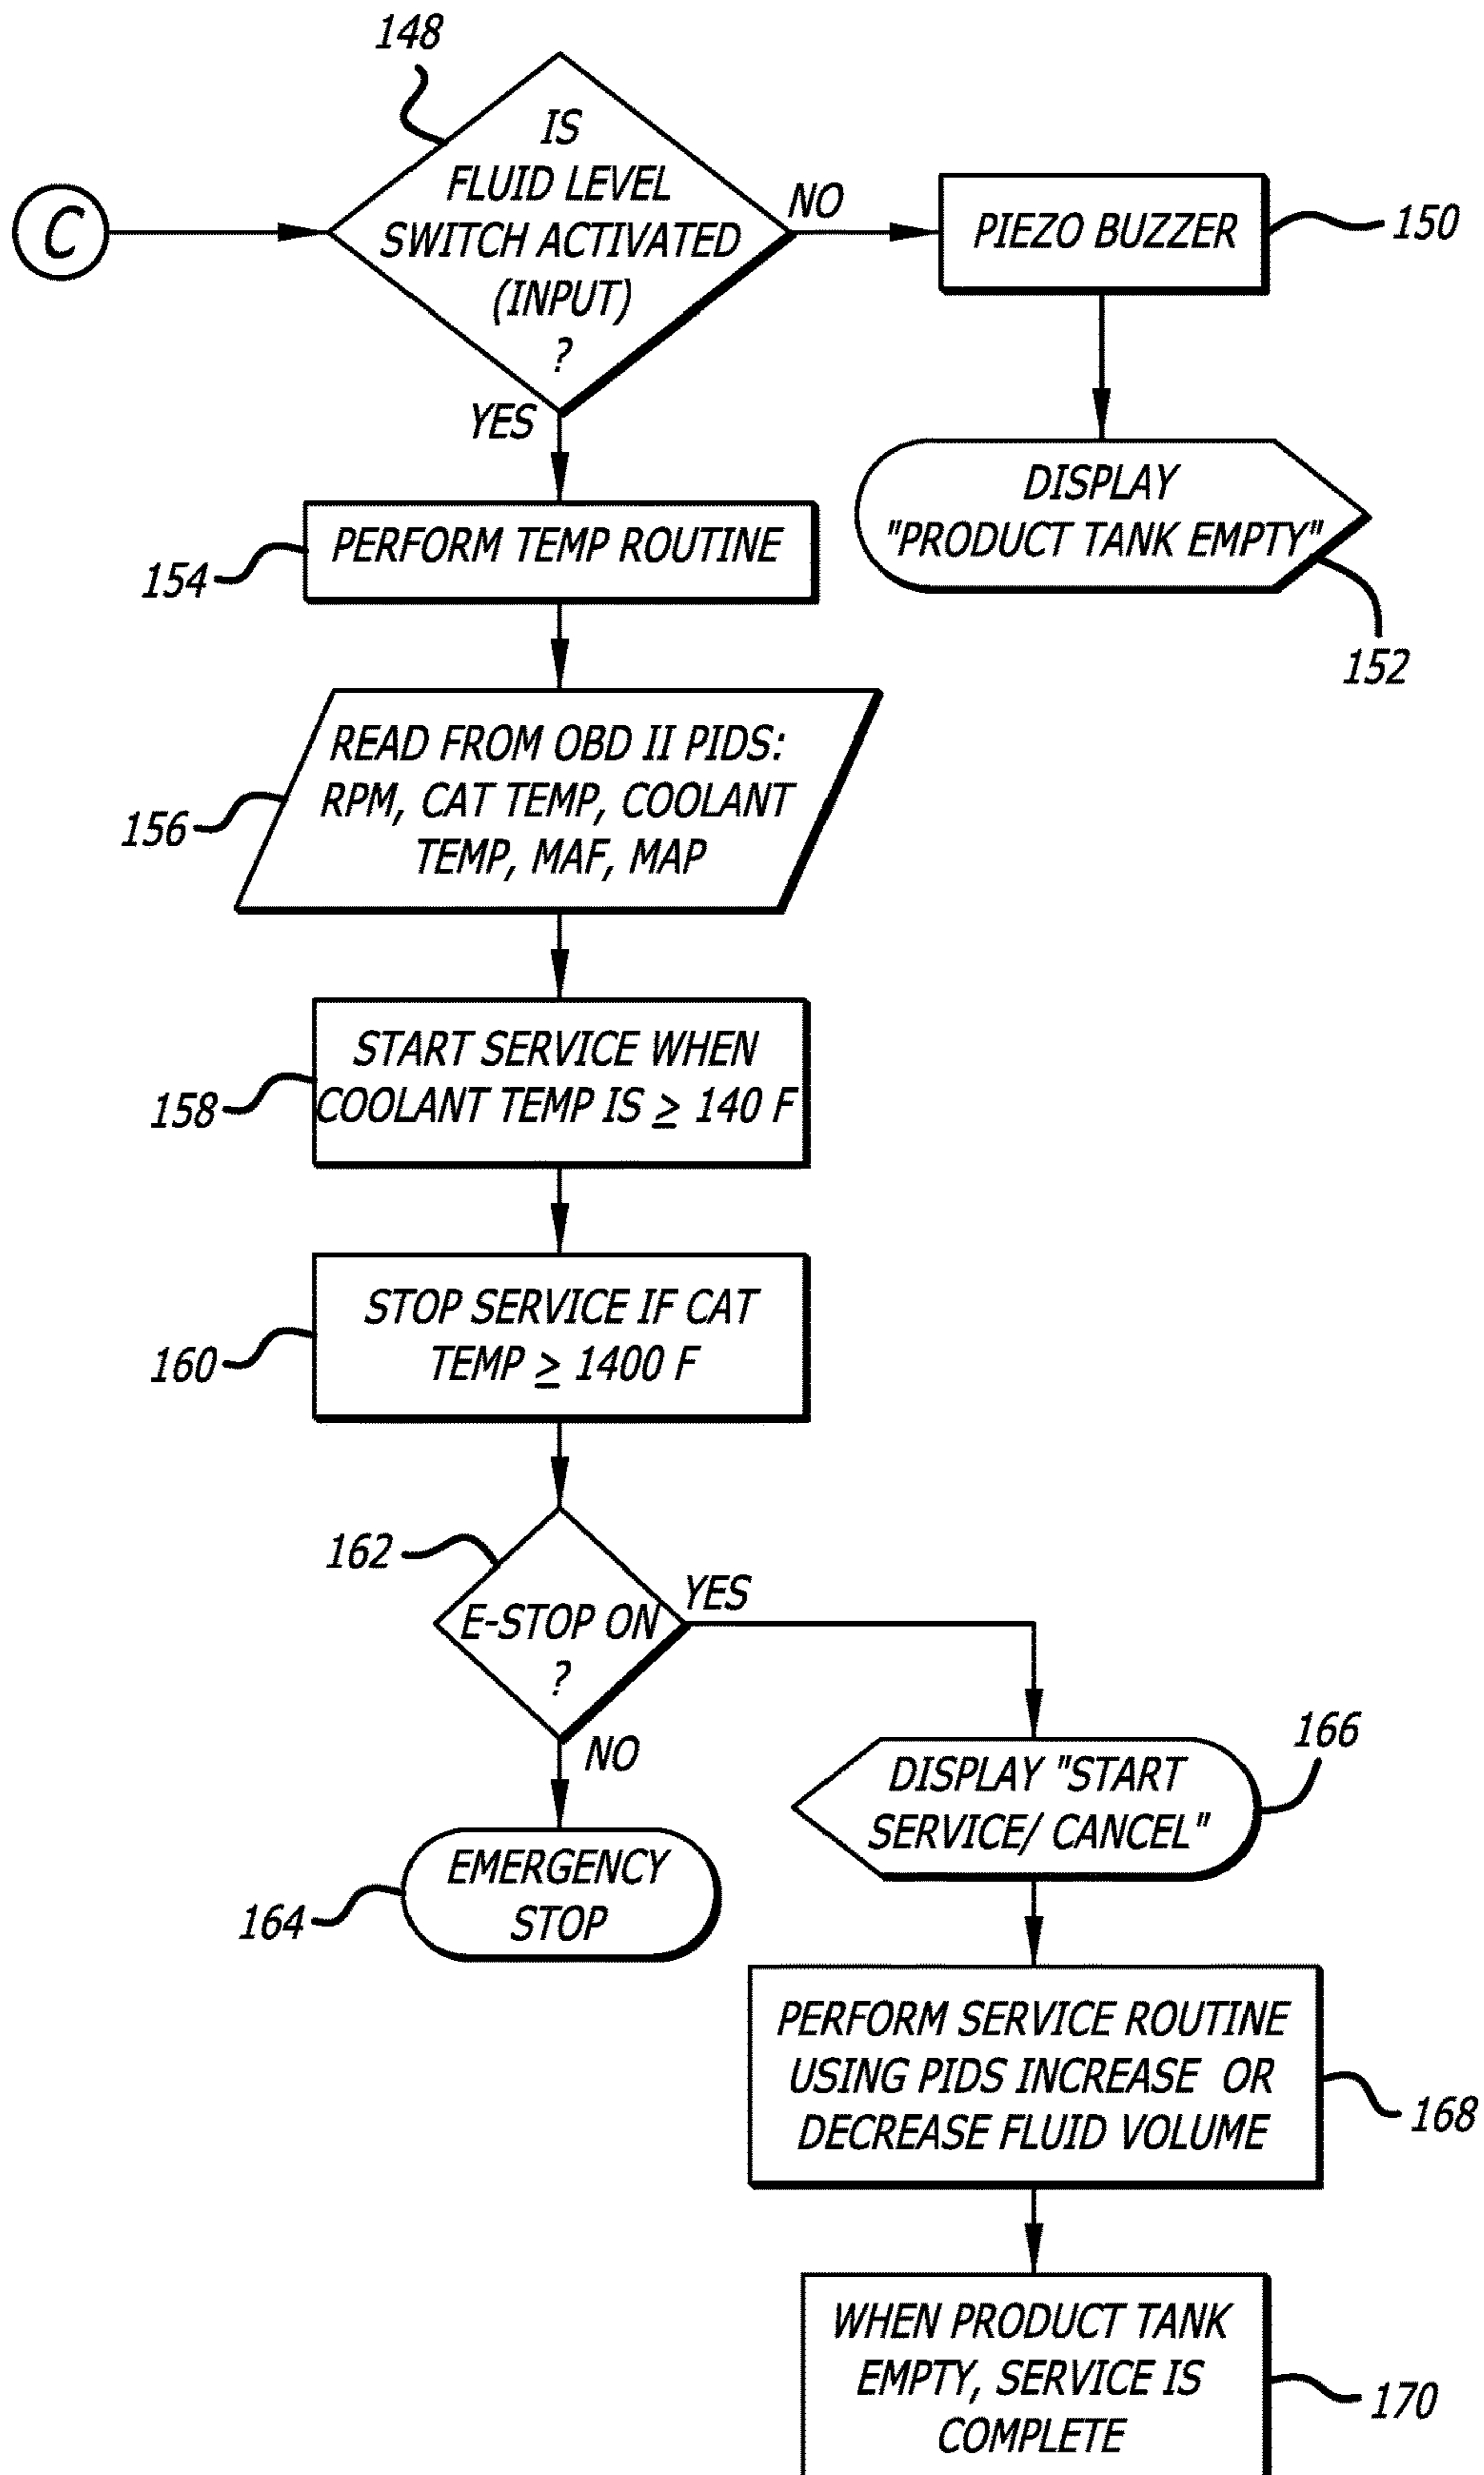 148
IS
FLUID LEVEL
SWITCH ACTIVATED
(INPUT)
?
C
NO
PIEZO BUZZER
150
YES
DISPLAY
"PRODUCT TANK EMPTY"
152
PERFORM TEMP ROUTINE
154
READ FROM OBD II PIDS:
RPM, CAT TEMP, COOLANT
TEMP, MAF, MAP
156
START SERVICE WHEN
COOLANT TEMP IS ≥ 140 F
158
STOP SERVICE IF CAT
TEMP ≥ 1400 F
160
162
E-STOP ON
?
YES
NO
EMERGENCY
STOP
164
DISPLAY "START
SERVICE/ CANCEL"
166
PERFORM SERVICE ROUTINE
USING PIDS INCREASE OR
DECREASE FLUID VOLUME
168
WHEN PRODUCT TANK
EMPTY, SERVICE IS
COMPLETE
170